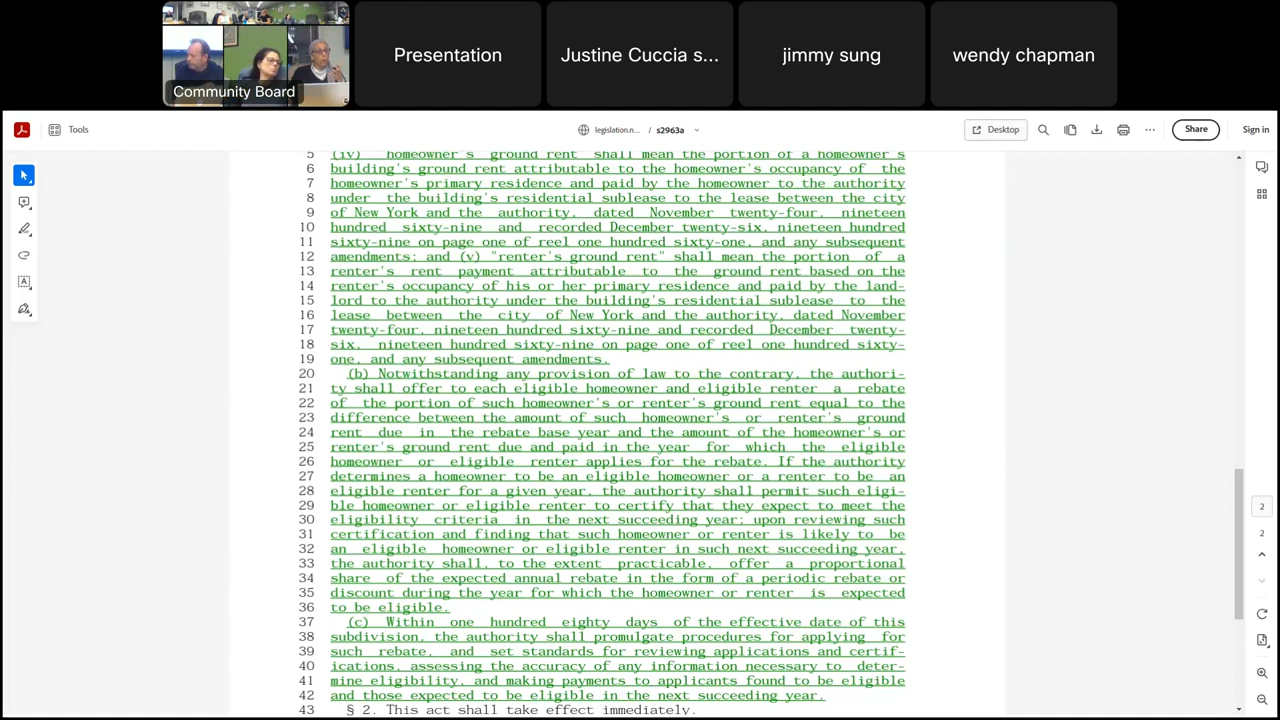 Community Board
Presentation
Justine Cuccia s...
jimmy sung
wendy chapman
Tools
legislation.n... / s2963a
Desktop
Share
Sign in
5 (iv) "homeowner's ground rent" shall mean the portion of a homeowner's
6 building's ground rent attributable to the homeowner's occupancy of the
7 homeowner's primary residence and paid by the homeowner to the authority
8 under the building's residential sublease to the lease between the city
9 of New York and the authority, dated November twenty-four, nineteen
10 hundred sixty-nine and recorded December twenty-six, nineteen hundred
11 sixty-nine on page one of reel one hundred sixty-one, and any subsequent
12 amendments; and (v) "renter's ground rent" shall mean the portion of a
13 renter's rent payment attributable to the ground rent based on the
14 renter's occupancy of his or her primary residence and paid by the land-
15 lord to the authority under the building's residential sublease to the
16 lease between the city of New York and the authority, dated November
17 twenty-four, nineteen hundred sixty-nine and recorded December twenty-
18 six, nineteen hundred sixty-nine on page one of reel one hundred sixty-
19 one, and any subsequent amendments.
20 (b) Notwithstanding any provision of law to the contrary, the authori-
21 ty shall offer to each eligible homeowner and eligible renter a rebate
22 of the portion of such homeowner's or renter's ground rent equal to the
23 difference between the amount of such homeowner's or renter's ground
24 rent due in the rebate base year and the amount of the homeowner's or
25 renter's ground rent due and paid in the year for which the eligible
26 homeowner or eligible renter applies for the rebate. If the authority
27 determines a homeowner to be an eligible homeowner or a renter to be an
28 eligible renter for a given year, the authority shall permit such eligi-
29 ble homeowner or eligible renter to certify that they expect to meet the
30 eligibility criteria in the next succeeding year; upon reviewing such
31 certification and finding that such homeowner or renter is likely to be
32 an eligible homeowner or eligible renter in such next succeeding year,
33 the authority shall, to the extent practicable, offer a proportional
34 share of the expected annual rebate in the form of a periodic rebate or
35 discount during the year for which the homeowner or renter is expected
36 to be eligible.
37 (c) Within one hundred eighty days of the effective date of this
38 subdivision, the authority shall promulgate procedures for applying for
39 such rebate, and set standards for reviewing applications and certif-
40 ications, assessing the accuracy of any information necessary to deter-
41 mine eligibility, and making payments to applicants found to be eligible
42 and those expected to be eligible in the next succeeding year.
43 § 2. This act shall take effect immediately.
2
2